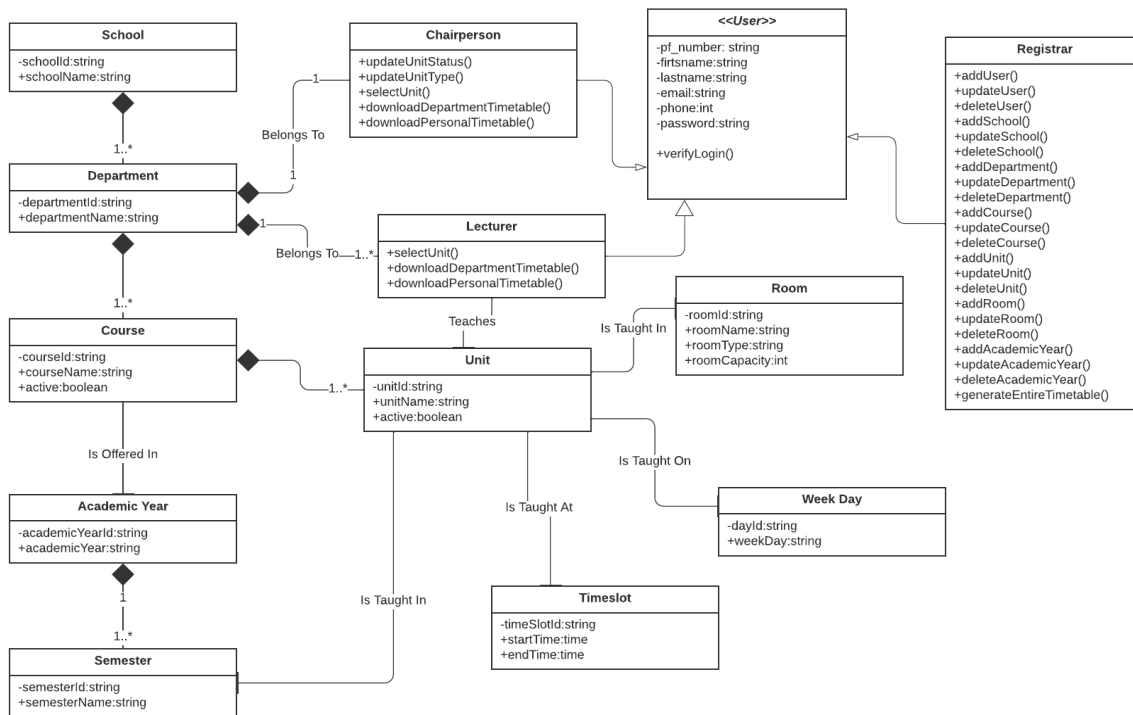 School
-schoolId:string
+schoolName:string
1..*
Department
-departmentId:string
+departmentName:string
1..*
Course
-courseId:string
+courseName:string
+active:boolean
Is Offered In
Academic Year
-academicYearId:string
+academicYear:string
1
1..*
Semester
-semesterId:string
+semesterName:string
Chairperson
+updateUnitStatus()
+updateUnitType()
+selectUnit()
+downloadDepartmentTimetable()
+downloadPersonalTimetable()
1
Belongs To
1
Lecturer
+selectUnit()
+downloadDepartmentTimetable()
+downloadPersonalTimetable()
1
Belongs To
1..*
Teaches
Unit
-unitId:string
+unitName:string
+active:boolean
1..*
Is Taught In
Is Taught At
Timeslot
-timeSlotId:string
+startTime:time
+endTime:time
<<User>>
-pf_number: string
-firtsname:string
-lastname:string
-email:string
-phone:int
-password:string
+verifyLogin()
Is Taught In
Room
-roomId:string
+roomName:string
+roomType:string
+roomCapacity:int
Is Taught On
Week Day
-dayId:string
+weekDay:string
Registrar
+addUser()
+updateUser()
+deleteUser()
+addSchool()
+updateSchool()
+deleteSchool()
+addDepartment()
+updateDepartment()
+deleteDepartment()
+addCourse()
+updateCourse()
+deleteCourse()
+addUnit()
+updateUnit()
+deleteUnit()
+addRoom()
+updateRoom()
+deleteRoom()
+addAcademicYear()
+updateAcademicYear()
+deleteAcademicYear()
+generateEntireTimetable()